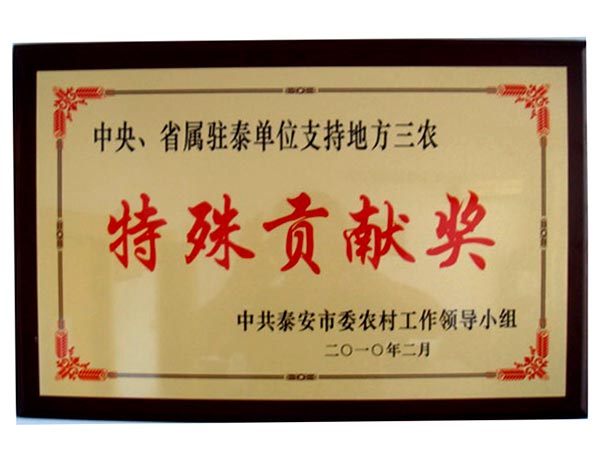 中央、省属驻泰单位支持地方三农
特殊贡献奖
中共泰安市委农村工作领导小组
二〇一〇年二月